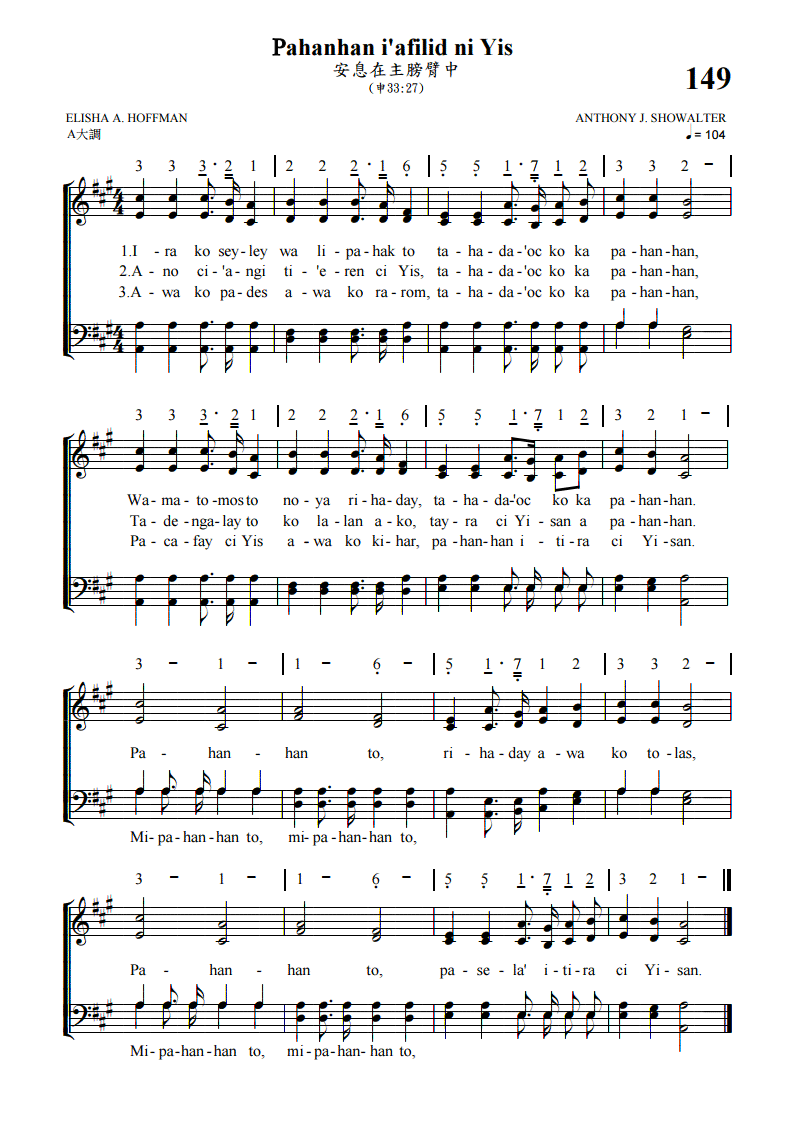 Pahanhan i'afilid ni Yis
安息在主膀臂中
(申33:27)
149
ELISHA A. HOFFMAN
ANTHONY J. SHOWALTER
A大調
♩ = 104
3 3 3 · 2 1 | 2 2 2 · 1 6 | 5 5 1 · 7 1 2 | 3 3 2 － |
1.I - ra ko sey-ley wa li - pa-hak to ta-ha-da-'oc ko ka pa-han-han,
2.A - no ci-'a-ngi ti-'e-ren ci Yis, ta-ha-da-'oc ko ka pa-han-han,
3.A - wa ko pa-des a-wa ko ra-rom, ta-ha-da-'oc ko ka pa-han-han,
3 3 3 · 2 1 | 2 2 2 · 1 6 | 5 5 1 · 7 1 2 | 3 2 1 － |
Wa-ma-to-mos to no-ya ri-ha-day, ta-ha-da-'oc ko ka pa-han-han.
Ta-de-nga-lay to ko la-lan a-ko, tay-ra ci Yi-san a pa-han-han.
Pa-ca-fay ci Yis a-wa ko ki-har, pa-han-han i-ti-ra ci Yi-san.
3 － 1 － | 1 － 6 － | 5 1 · 7 1 2 | 3 3 2 － |
Pa - han - han to, ri-ha-day a-wa ko to-las,
Mi-pa-han-han to, mi-pa-han-han to,
3 － 1 － | 1 － 6 － | 5 5 1 · 7 1 2 | 3 2 1 －
Pa - han - han to, pa-se-la' i-ti-ra ci Yi-san.
Mi-pa-han-han to, mi-pa-han-han to,